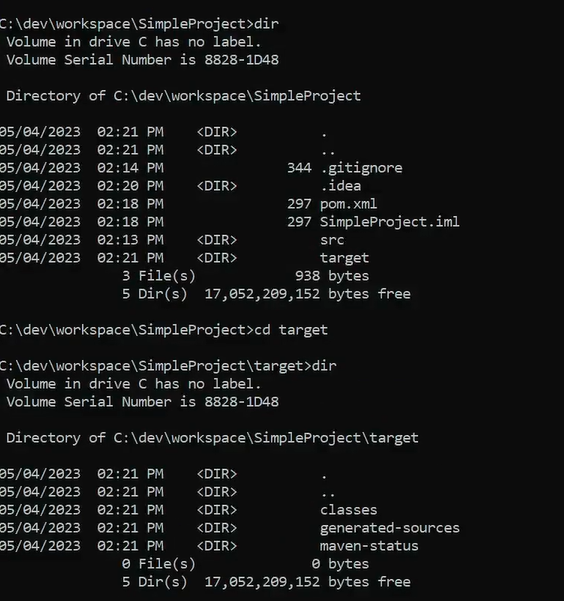 C:\dev\workspace\SimpleProject>dir
 Volume in drive C has no label.
 Volume Serial Number is 8828-1D48

 Directory of C:\dev\workspace\SimpleProject

05/04/2023  02:21 PM    <DIR>          .
05/04/2023  02:21 PM    <DIR>          ..
05/04/2023  02:14 PM               344 .gitignore
05/04/2023  02:20 PM    <DIR>          .idea
05/04/2023  02:18 PM               297 pom.xml
05/04/2023  02:18 PM               297 SimpleProject.iml
05/04/2023  02:13 PM    <DIR>          src
05/04/2023  02:21 PM    <DIR>          target
               3 File(s)            938 bytes
               5 Dir(s)  17,052,209,152 bytes free

C:\dev\workspace\SimpleProject>cd target

C:\dev\workspace\SimpleProject\target>dir
 Volume in drive C has no label.
 Volume Serial Number is 8828-1D48

 Directory of C:\dev\workspace\SimpleProject\target

05/04/2023  02:21 PM    <DIR>          .
05/04/2023  02:21 PM    <DIR>          ..
05/04/2023  02:21 PM    <DIR>          classes
05/04/2023  02:21 PM    <DIR>          generated-sources
05/04/2023  02:21 PM    <DIR>          maven-status
               0 File(s)              0 bytes
               5 Dir(s)  17,052,209,152 bytes free